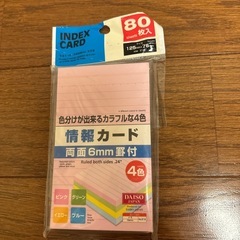 INDEX
CARD
80
枚入
色分けが出来るカラフルな4色
情報カード
両面6mm罫付
Ruled both sides .24"
4色
ピンク
グリーン
イエロー
ブルー
DAISO
JAPAN